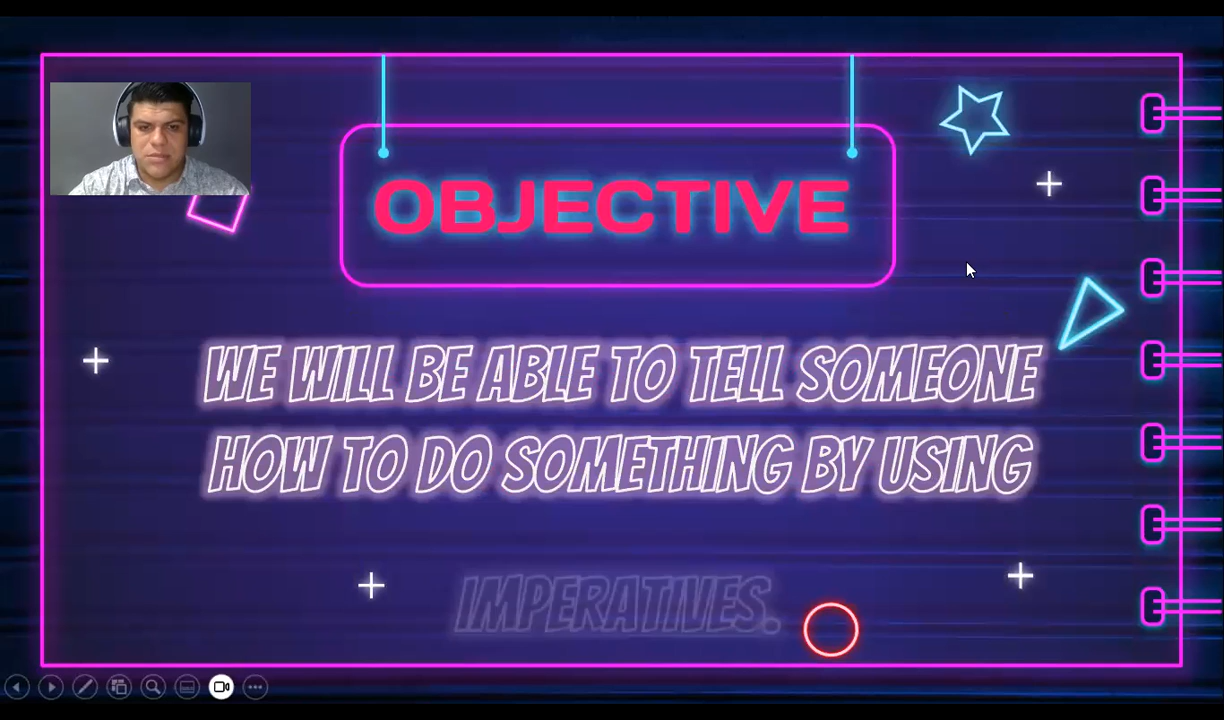 OBJECTIVE
WE WILL BE ABLE TO TELL SOMEONE
HOW TO DO SOMETHING BY USING
IMPERATIVES.